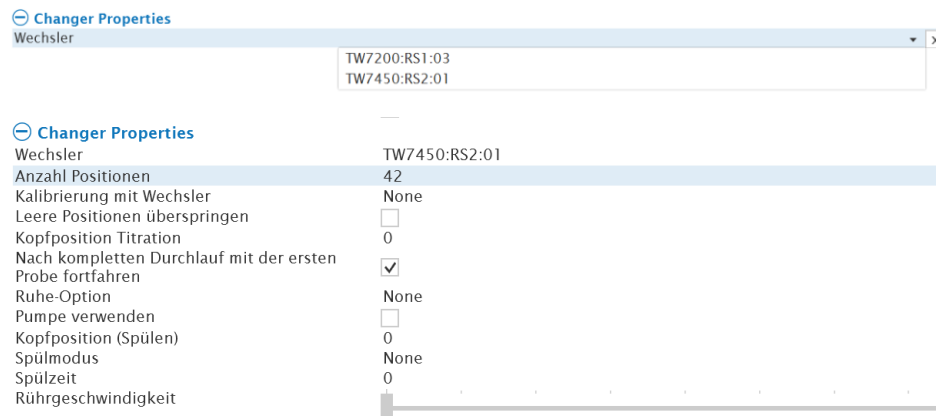 Changer Properties
Wechsler
TW7200:RS1:03
TW7450:RS2:01
Changer Properties
Wechsler TW7450:RS2:01
Anzahl Positionen 42
Kalibrierung mit Wechsler None
Leere Positionen überspringen
Kopfposition Titration 0
Nach kompletten Durchlauf mit der ersten
Probe fortfahren
Ruhe-Option None
Pumpe verwenden
Kopfposition (Spülen) 0
Spülmodus None
Spülzeit 0
Rührgeschwindigkeit